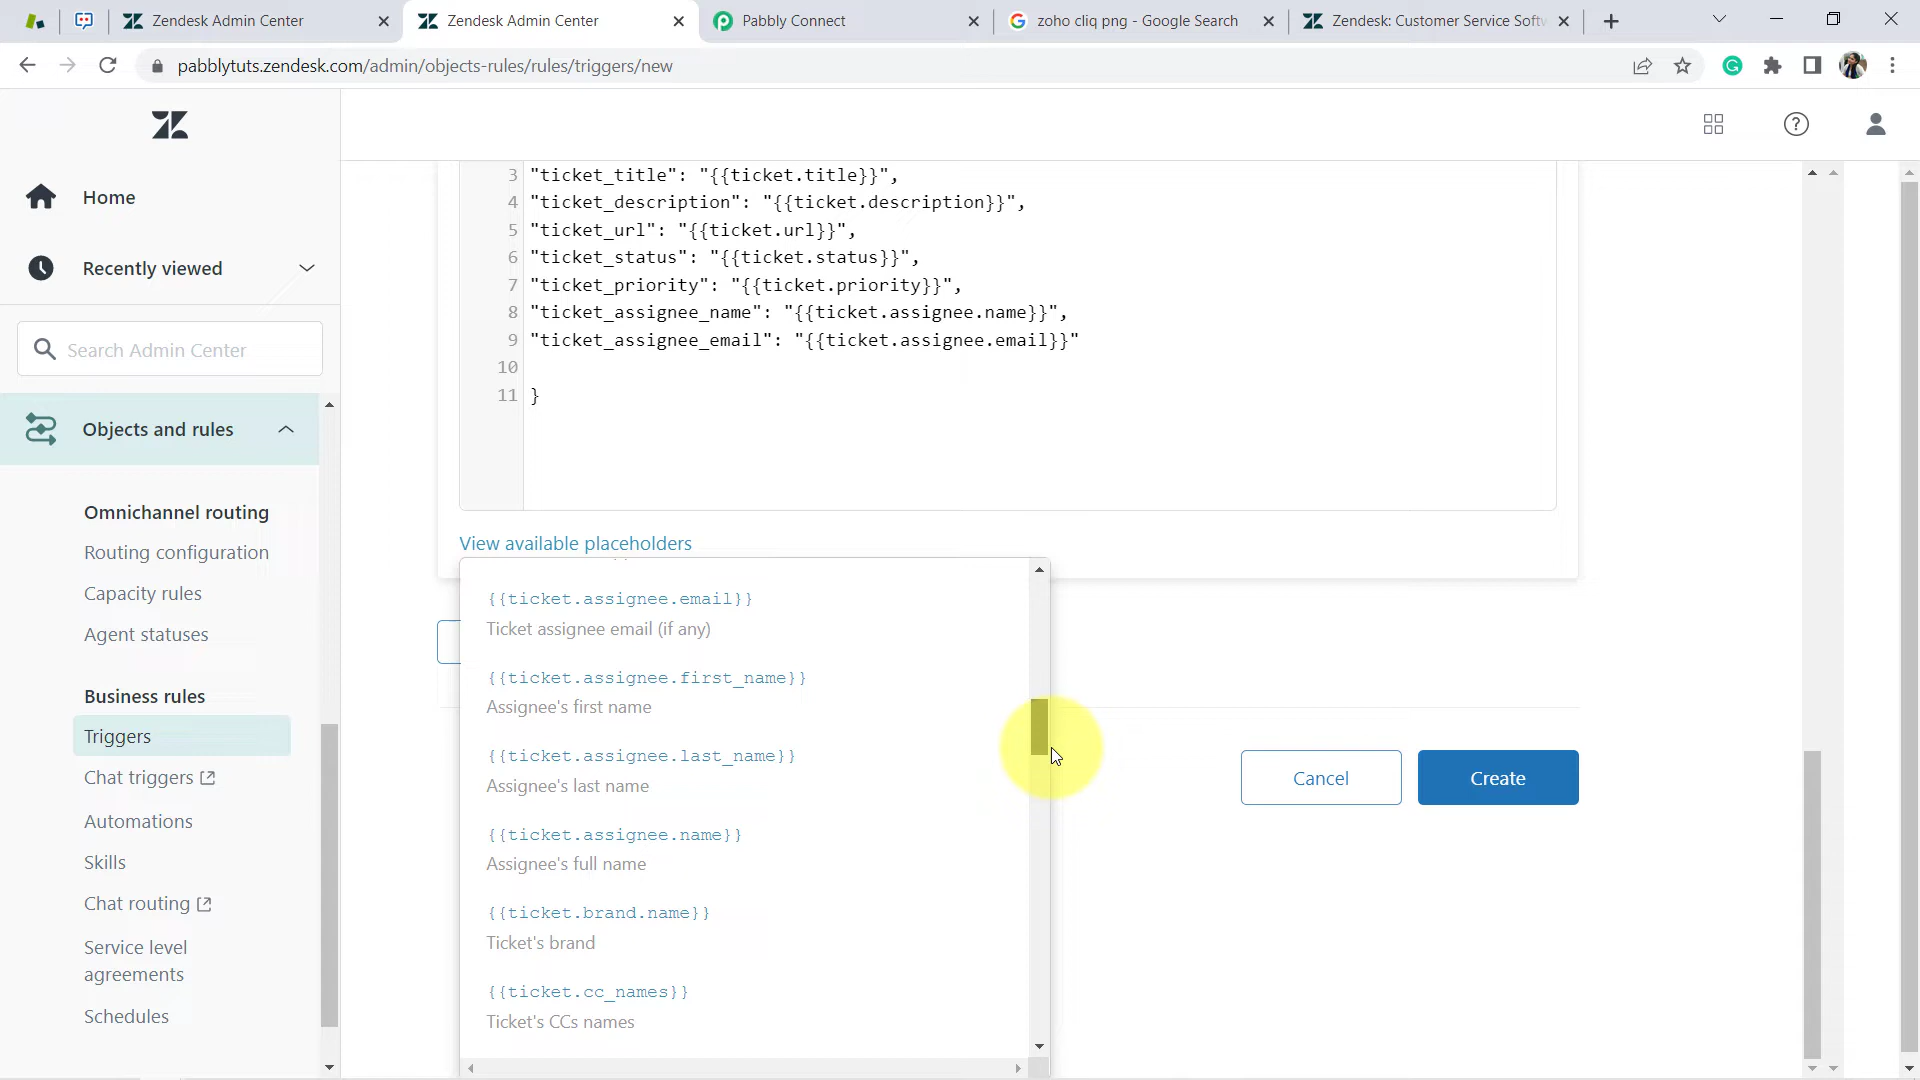 Zendesk Admin Center
Zendesk Admin Center
Pabbly Connect
zoho cliq png - Google Search
Zendesk: Customer Service Softw
pabblytuts.zendesk.com/admin/objects-rules/rules/triggers/new
Home
Recently viewed
Search Admin Center
Objects and rules
Omnichannel routing
Routing configuration
Capacity rules
Agent statuses
Business rules
Triggers
Chat triggers
Automations
Skills
Chat routing
Service level
agreements
Schedules
3 "ticket_title": "{{ticket.title}}",
4 "ticket_description": "{{ticket.description}}",
5 "ticket_url": "{{ticket.url}}",
6 "ticket_status": "{{ticket.status}}",
7 "ticket_priority": "{{ticket.priority}}",
8 "ticket_assignee_name": "{{ticket.assignee.name}}",
9 "ticket_assignee_email": "{{ticket.assignee.email}}"
10
11 }
View available placeholders
{{ticket.assignee.email}}
Ticket assignee email (if any)
{{ticket.assignee.first_name}}
Assignee's first name
{{ticket.assignee.last_name}}
Assignee's last name
{{ticket.assignee.name}}
Assignee's full name
{{ticket.brand.name}}
Ticket's brand
{{ticket.cc_names}}
Ticket's CCs names
Cancel
Create